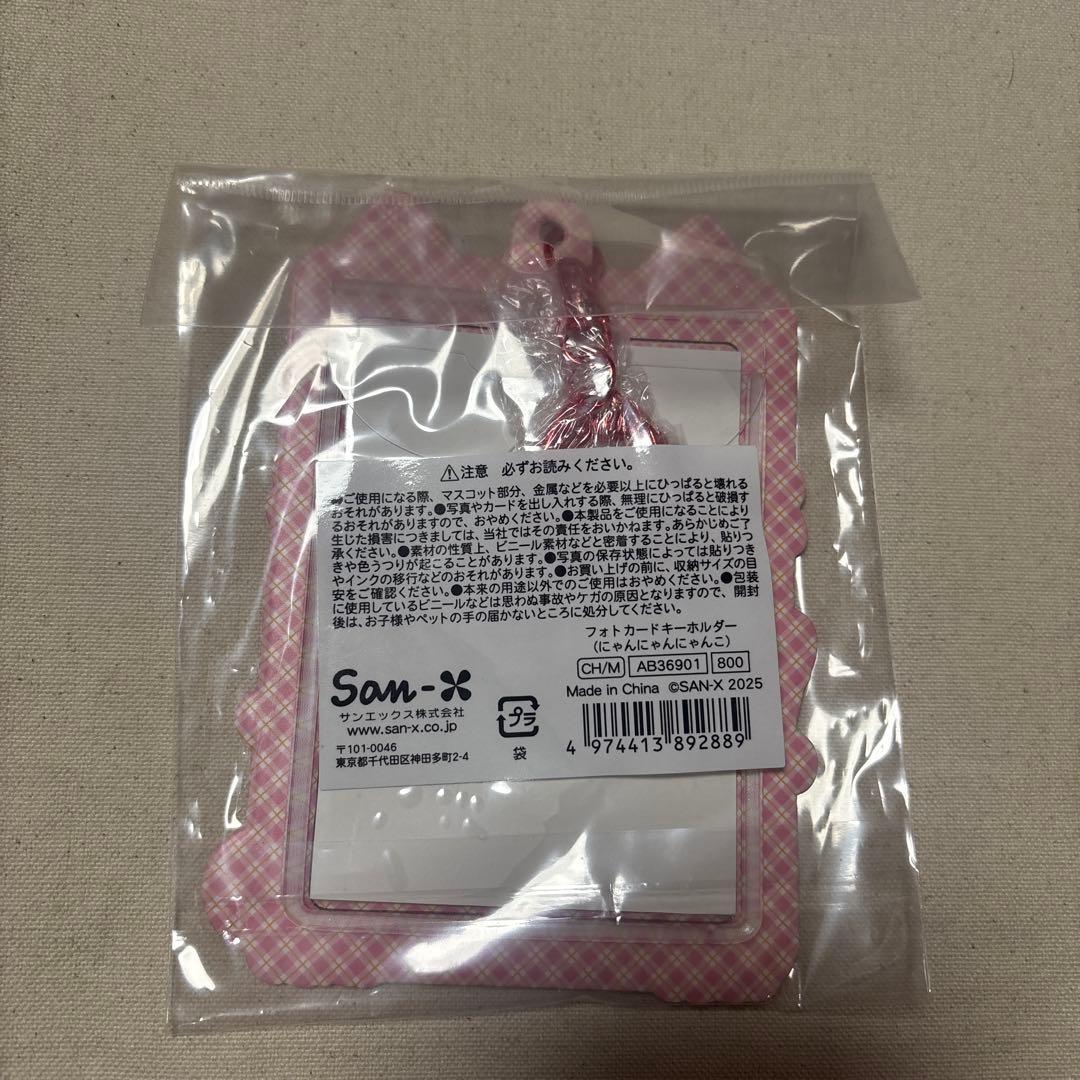 ⚠注意 必ずお読みください。
●ご使用になる際、マスコット部分、金属などを必要以上にひっぱると壊れる
おそれがあります。●写真やカードを出し入れする際、無理にひっぱると破損す
るおそれがありますので、おやめください。●本製品をご使用になることにより
生じた損害につきましては、当社ではその責任をおいかねます。あらかじめご了
承ください。●素材の性質上、ビニール素材などと密着することにより、貼りつ
きや色うつりが起こることがあります。●写真の保存状態によっては貼りつき
やインクの移行などのおそれがあります。●お買い上げの前に、収納サイズの目
安をご確認ください。●本来の用途以外でのご使用はおやめください。●包装
に使用しているビニールなどは思わぬ事故やケガの原因となりますので、開封
後は、お子様やペットの手の届かないところに処分してください。
フォトカードキーホルダー
(にゃんにゃんにゃんこ)
CH/M AB36901 800
Made in China ©SAN-X 2025
San-X
サンエックス株式会社
www.san-x.co.jp
〒101-0046
東京都千代田区神田多町2-4
プラ
袋
4 974413 892889